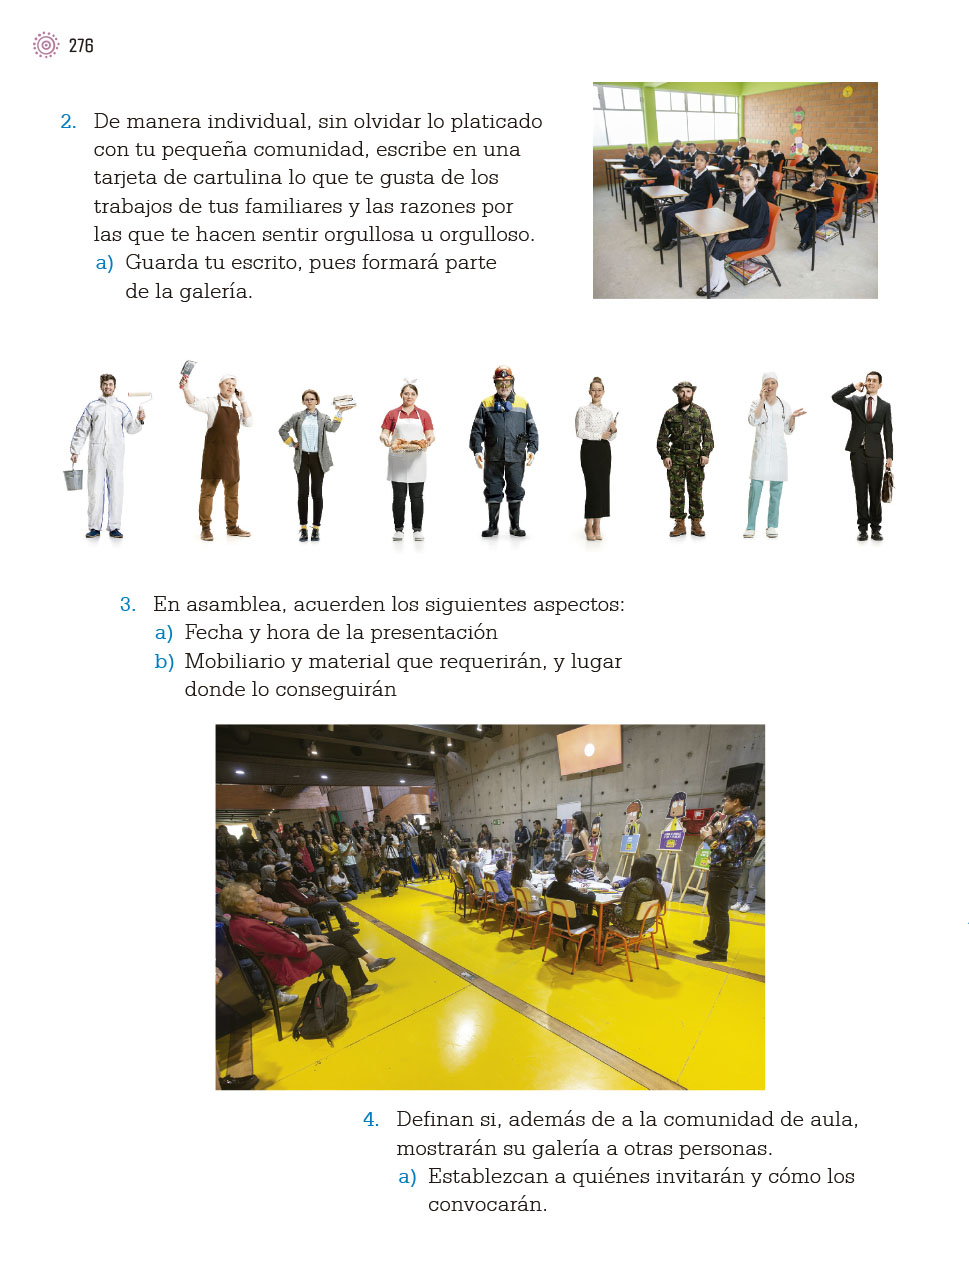 276
2. De manera individual, sin olvidar lo platicado
con tu pequeña comunidad, escribe en una
tarjeta de cartulina lo que te gusta de los
trabajos de tus familiares y las razones por
las que te hacen sentir orgullosa u orgulloso.
a) Guarda tu escrito, pues formará parte
de la galería.
3. En asamblea, acuerden los siguientes aspectos:
a) Fecha y hora de la presentación
b) Mobiliario y material que requerirán, y lugar
donde lo conseguirán
4. Definan si, además de a la comunidad de aula,
mostrarán su galería a otras personas.
a) Establezcan a quiénes invitarán y cómo los
convocarán.